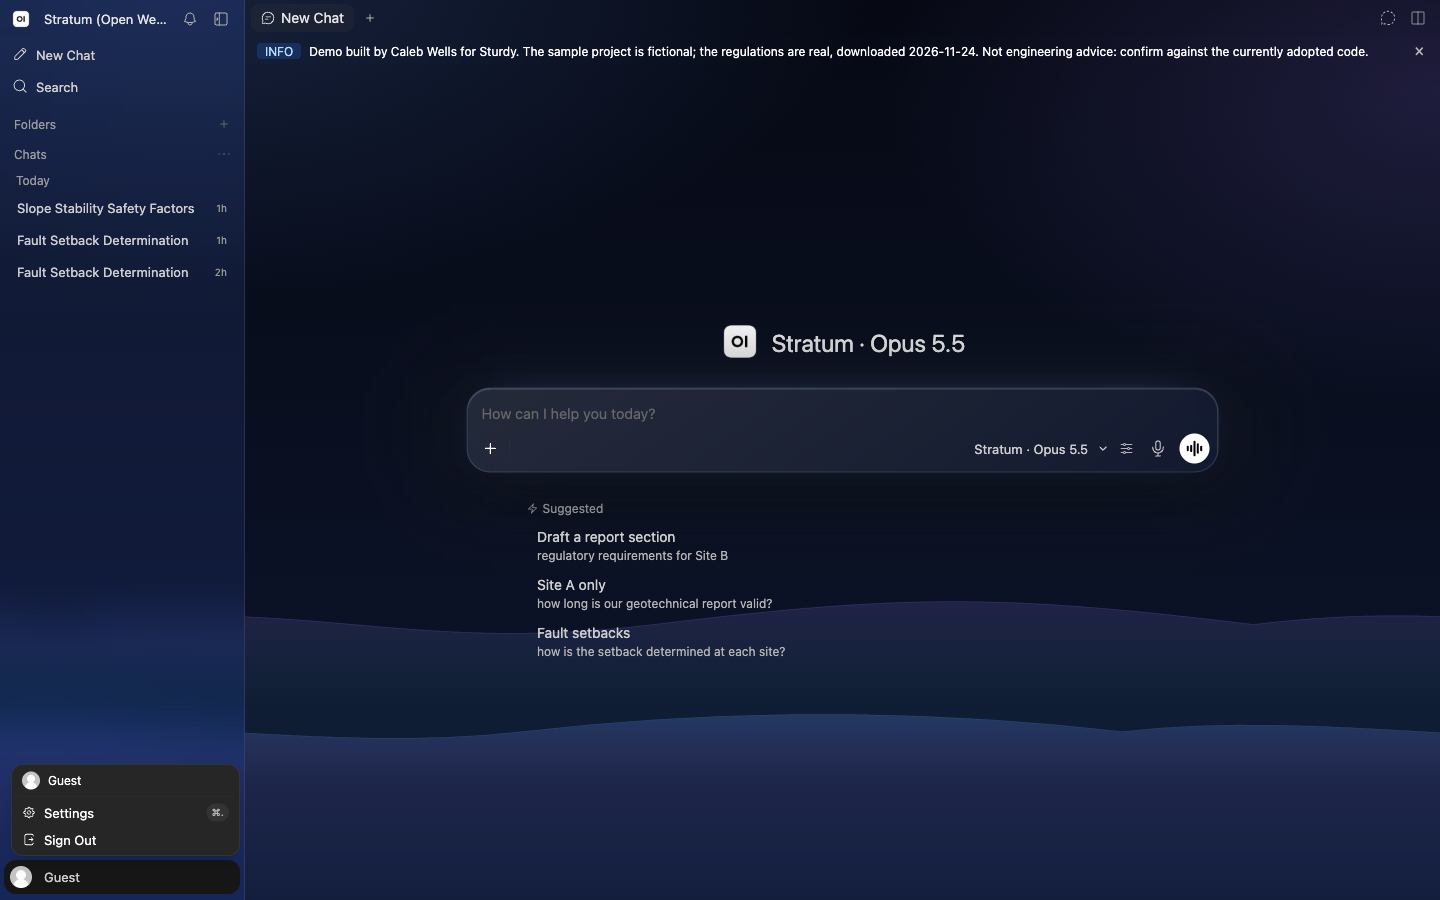 OI Stratum (Open We...
New Chat
Search
Folders
Chats
Today
Slope Stability Safety Factors 1h
Fault Setback Determination 1h
Fault Setback Determination 2h
Guest
Settings ⌘.
Sign Out
Guest
New Chat
INFO Demo built by Caleb Wells for Sturdy. The sample project is fictional; the regulations are real, downloaded 2026-11-24. Not engineering advice: confirm against the currently adopted code.
OI Stratum · Opus 5.5
How can I help you today?
Stratum · Opus 5.5
Suggested
Draft a report section
regulatory requirements for Site B
Site A only
how long is our geotechnical report valid?
Fault setbacks
how is the setback determined at each site?